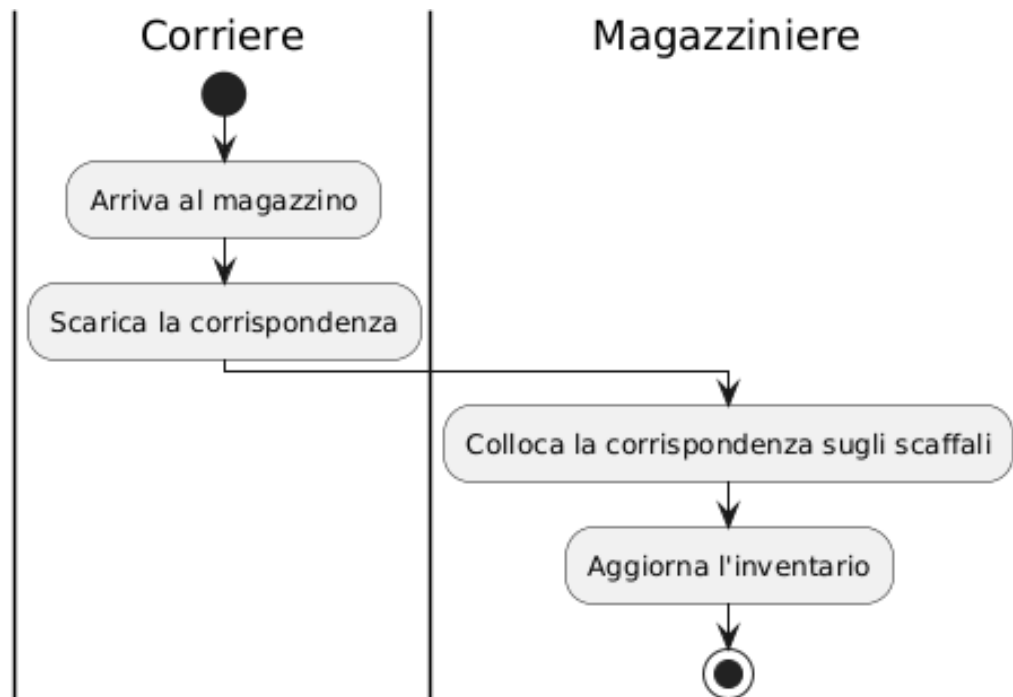 Corriere
Magazziniere
Arriva al magazzino
Scarica la corrispondenza
Colloca la corrispondenza sugli scaffali
Aggiorna l'inventario